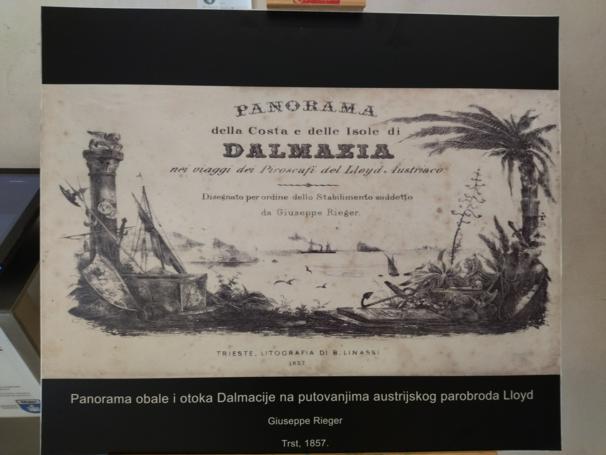 PANORAMA
della Costa e delle Isole di
DALMAZIA
nei viaggi dei Piroscafi del Lloyd Austriaco
Disegnato per ordine dello Stabilimento suddetto
da Giuseppe Rieger.
TRIESTE, LITOGRAFIA DI B. LINASSI
1857
Panorama obale i otoka Dalmacije na putovanjima austrijskog parobroda Lloyd
Giuseppe Rieger
Trst, 1857.